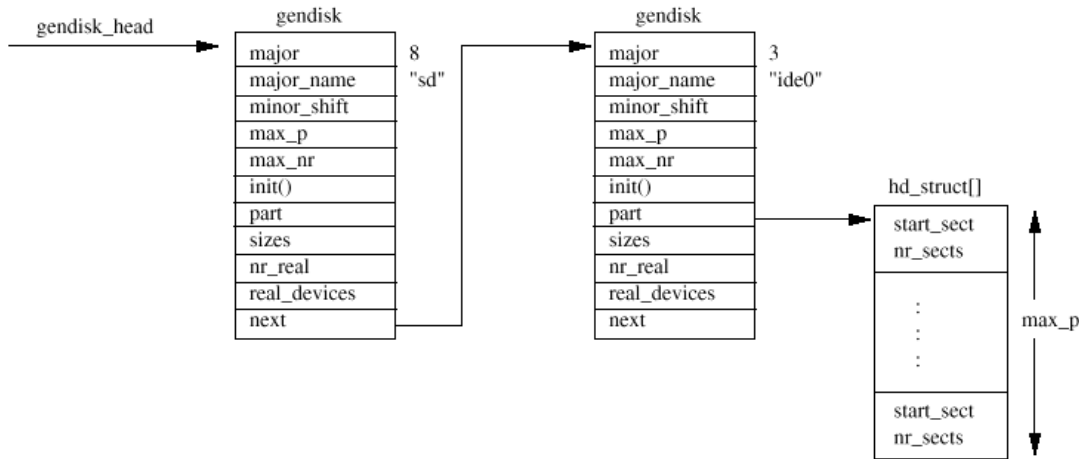 gendisk_head
gendisk
major 8
major_name "sd"
minor_shift
max_p
max_nr
init()
part
sizes
nr_real
real_devices
next
gendisk
major 3
major_name "ide0"
minor_shift
max_p
max_nr
init()
part
sizes
nr_real
real_devices
next
hd_struct[]
start_sect
nr_sects
:
:
:
start_sect
nr_sects
max_p